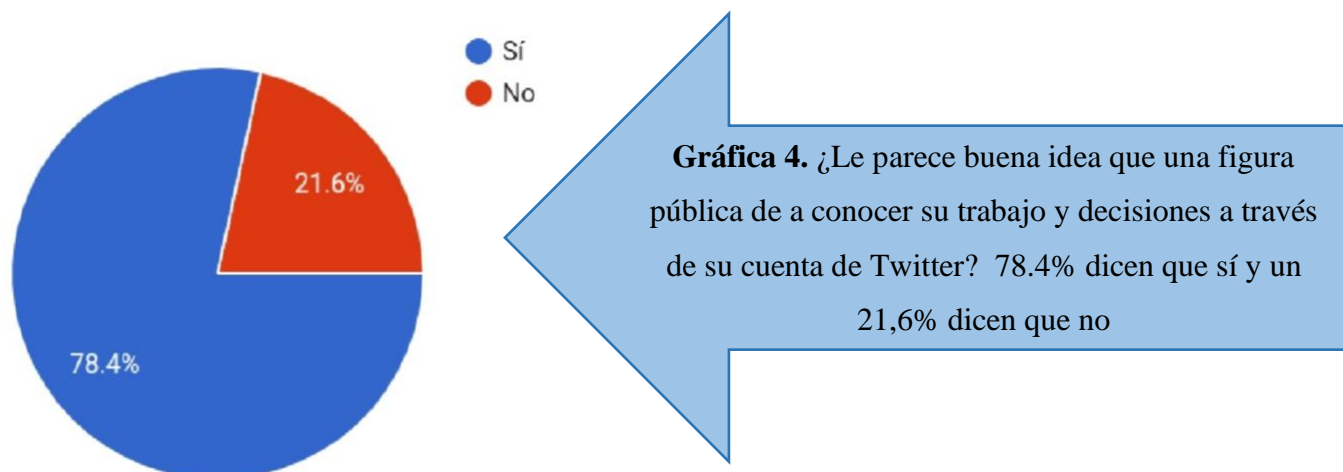 Sí
No
21.6%
78.4%
Gráfica 4. ¿Le parece buena idea que una figura
pública de a conocer su trabajo y decisiones a través
de su cuenta de Twitter? 78.4% dicen que sí y un
21,6% dicen que no